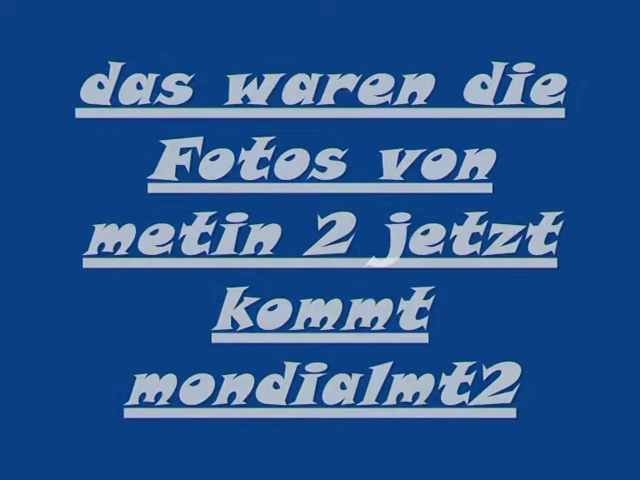 das waren die
Fotos von
metin 2 jetzt
kommt
mondialmt2